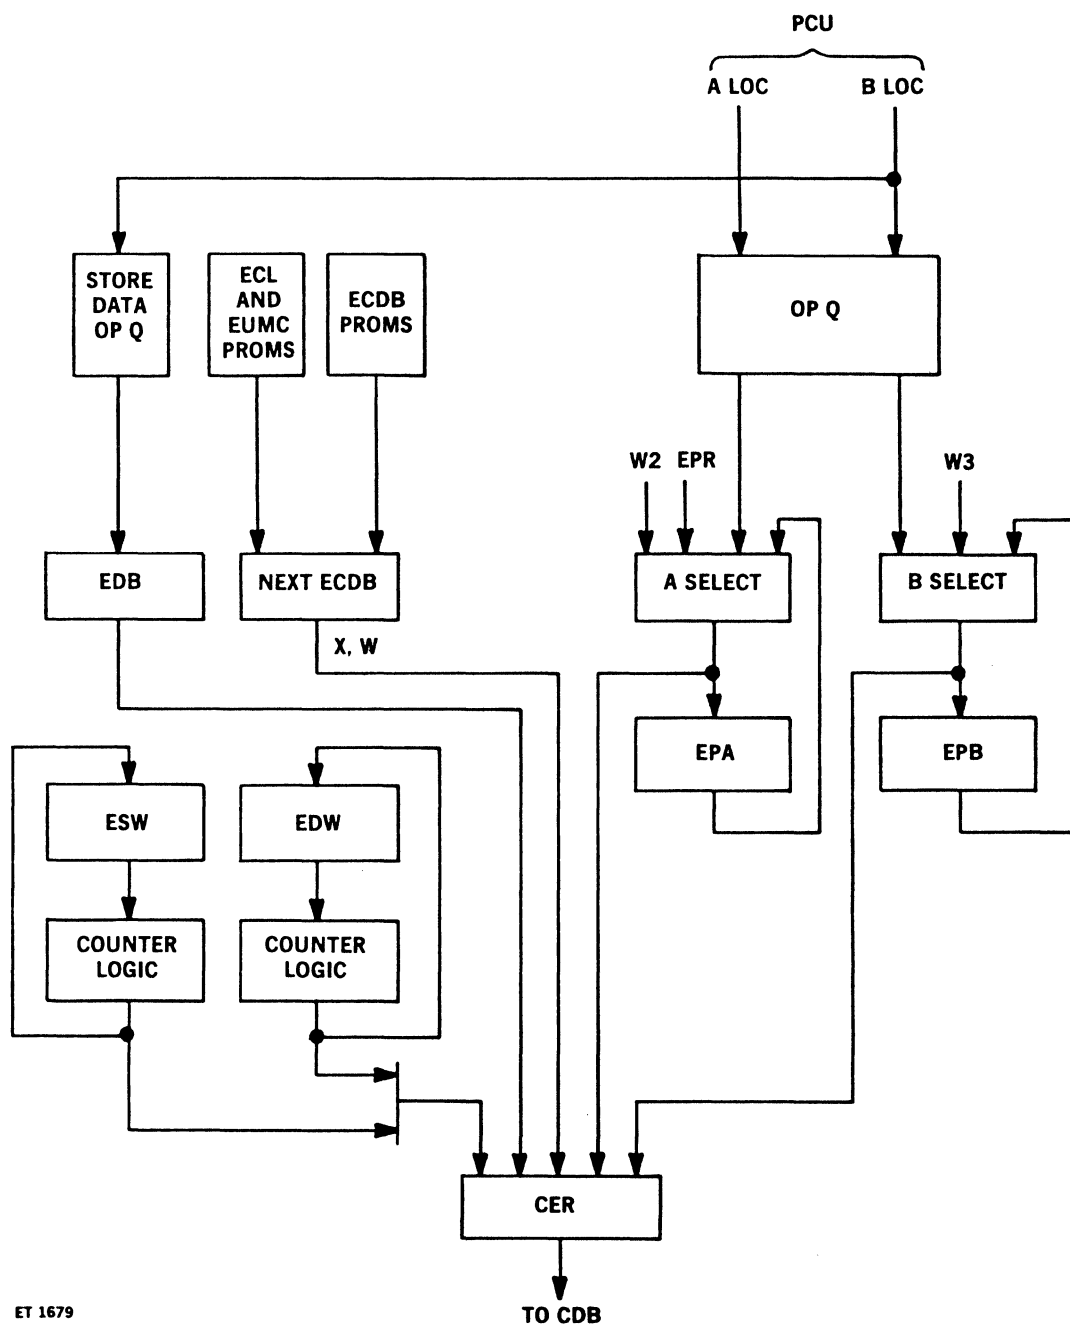 PCU
A LOC
B LOC
STORE
DATA
OP Q
ECL
AND
EUMC
PROMS
ECDB
PROMS
OP Q
W2
EPR
W3
EDB
NEXT ECDB
A SELECT
B SELECT
X, W
EPA
EPB
ESW
EDW
COUNTER
LOGIC
COUNTER
LOGIC
CER
TO CDB
ET 1679